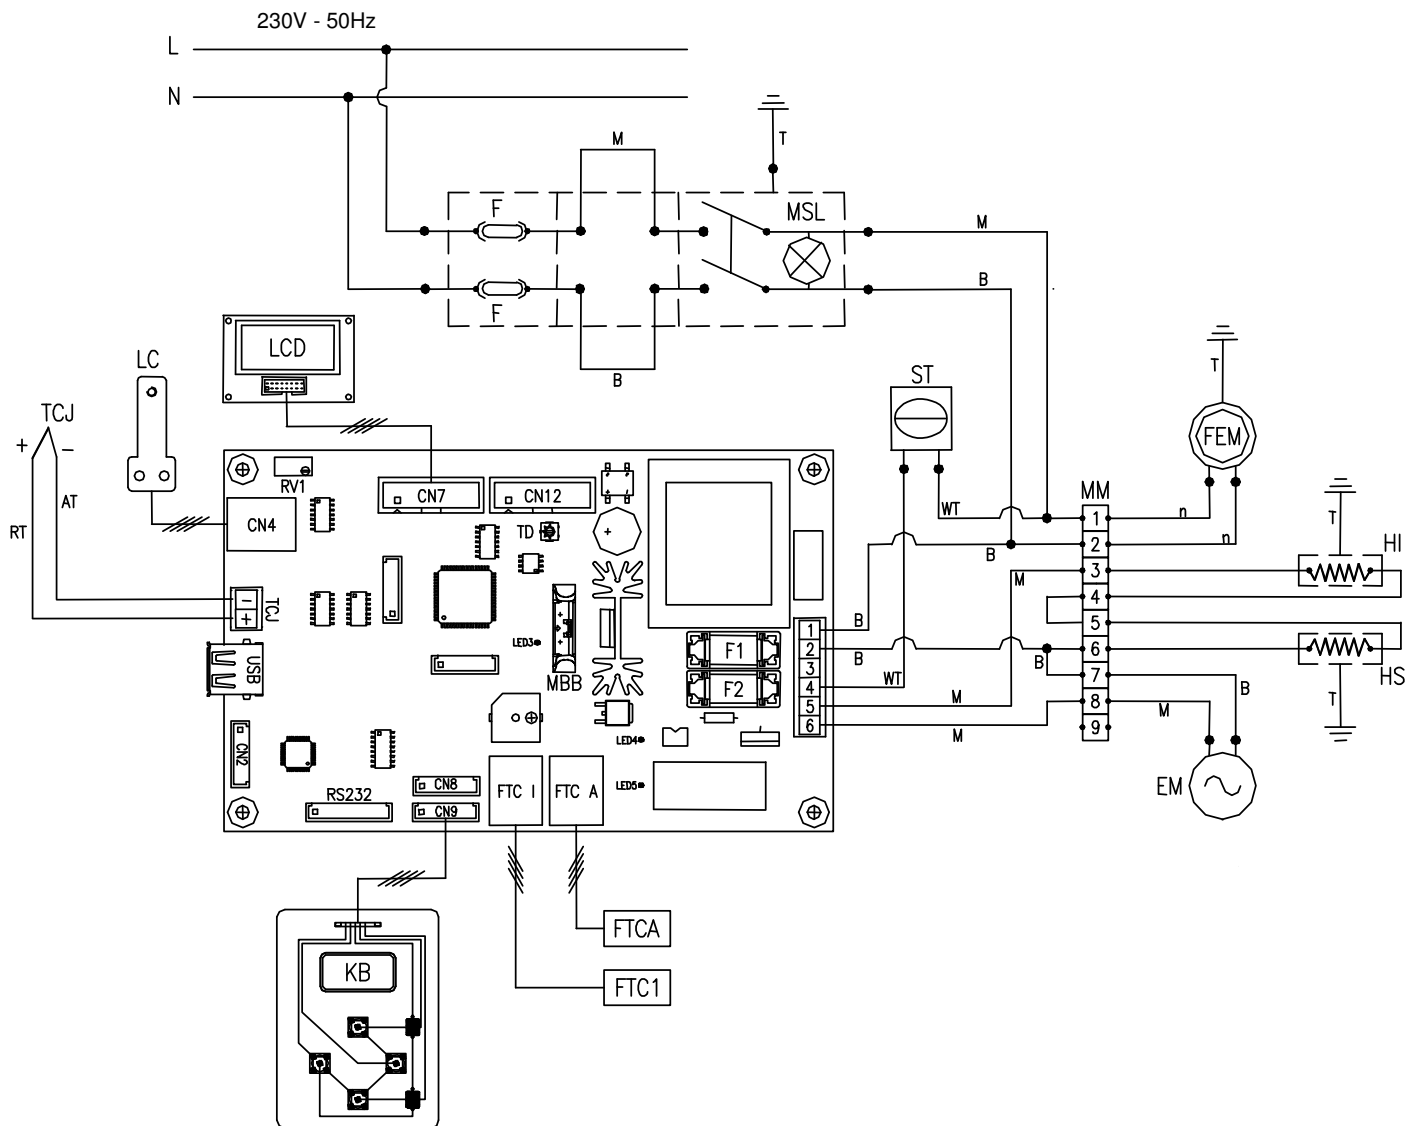 230V - 50Hz
L
N
T
M
F
MSL
M
B
F
B
LCD
LC
TCJ
+ −
RT AT
ST
T
FEM
RV1
CN7
CN12
CN4
TD
WT
MM
1 n
2 n
B
M
3
4
5
6
7
8
9
T
HI
HS
T
B
M
EM
B
− + TCJ
USB
LED3
MBB
F1
F2
1 B
2 B
3
4 WT
5 M
6 M
LED4
LED5
CN2
RS232
CN8
CN9
FTC I
FTC A
FTCA
FTC1
KB